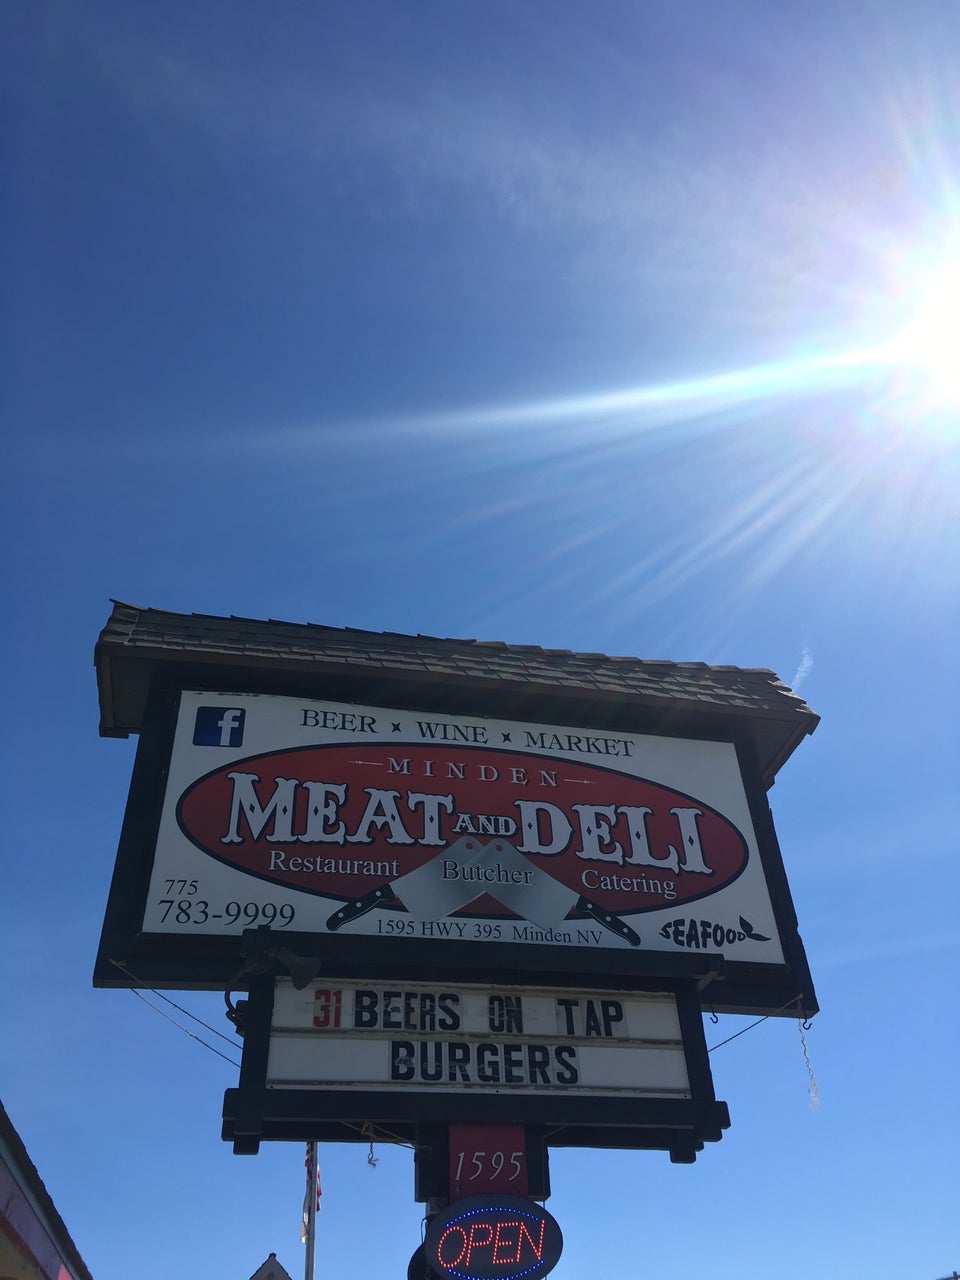 f
BEER × WINE × MARKET
MINDEN
MEAT AND DELI
Restaurant Butcher Catering
775
783-9999
1595 HWY 395 Minden NV
SEAFOOD
31 BEERS ON TAP
BURGERS
1595
OPEN